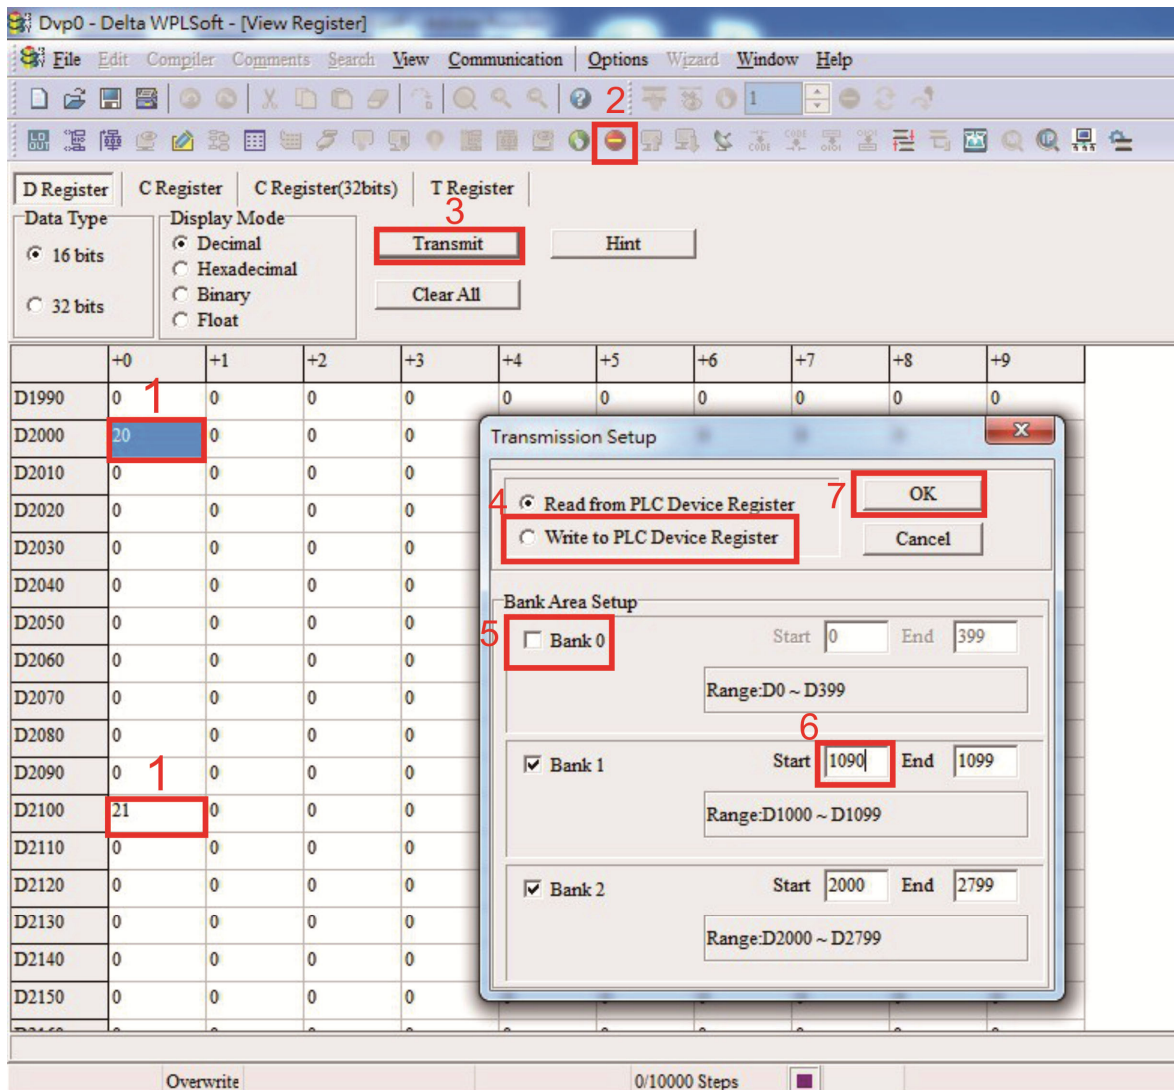 Dvp0 - Delta WPLSoft - [View Register]
File Edit Compiler Comments Search View Communication Options Wizard Window Help
2
1
D Register C Register C Register(32bits) T Register
3
Data Type Display Mode
16 bits
32 bits
Decimal
Hexadecimal
Binary
Float
Transmit Hint
Clear All
+0 +1 +2 +3 +4 +5 +6 +7 +8 +9
1
D1990 0 0 0 0 0 0 0 0 0 0
D2000 20 0 0 0
D2010 0 0 0 0
D2020 0 0 0 0
D2030 0 0 0 0
D2040 0 0 0 0
D2050 0 0 0 0
D2060 0 0 0 0
D2070 0 0 0 0
D2080 0 0 0 0
1
D2090 0 0 0 0
D2100 21 0 0 0
D2110 0 0 0 0
D2120 0 0 0 0
D2130 0 0 0 0
D2140 0 0 0 0
D2150 0 0 0 0
Transmission Setup
4 Read from PLC Device Register 7 OK
Write to PLC Device Register Cancel
Bank Area Setup
5 Bank 0 Start 0 End 399
Range:D0 ~ D399
6
Bank 1 Start 1090 End 1099
Range:D1000 ~ D1099
Bank 2 Start 2000 End 2799
Range:D2000 ~ D2799
Overwrite 0/10000 Steps